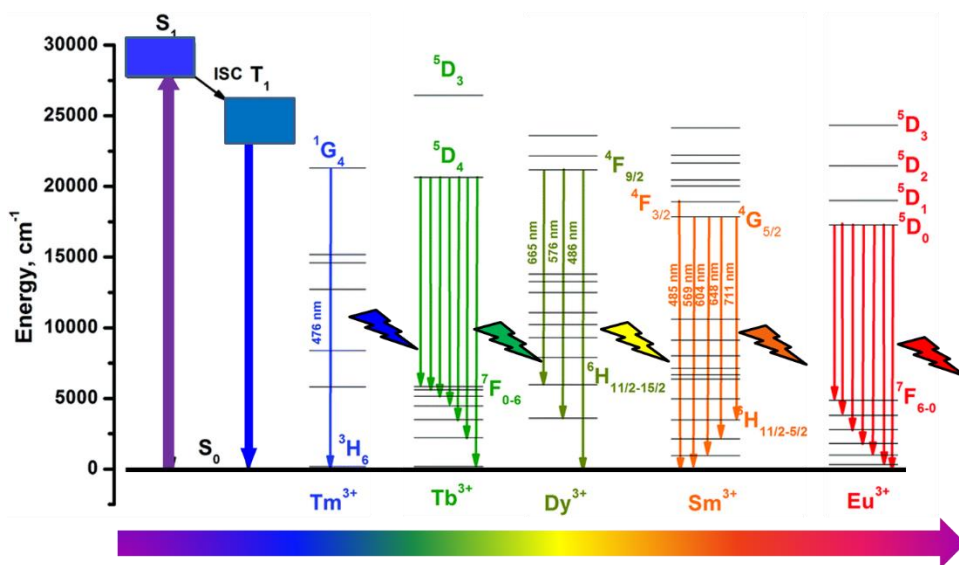 S₁
30000
ISC T₁
⁵D₃
25000
⁵D₃
¹G₄
⁵D₄
⁴F₉/₂
⁵D₂
20000
⁴F₃/₂
⁴G₅/₂
⁵D₁
⁵D₀
15000
Energy, cm⁻¹
476 nm
665 nm
576 nm
486 nm
485 nm
569 nm
604 nm
648 nm
711 nm
10000
5000
⁷F₀₋₆
⁶H₁₁/₂₋₁₅/₂
⁷F₆₋₀
S₀
³H₆
H₁₁/₂₋₅/₂
0
Tm³⁺
Tb³⁺
Dy³⁺
Sm³⁺
Eu³⁺